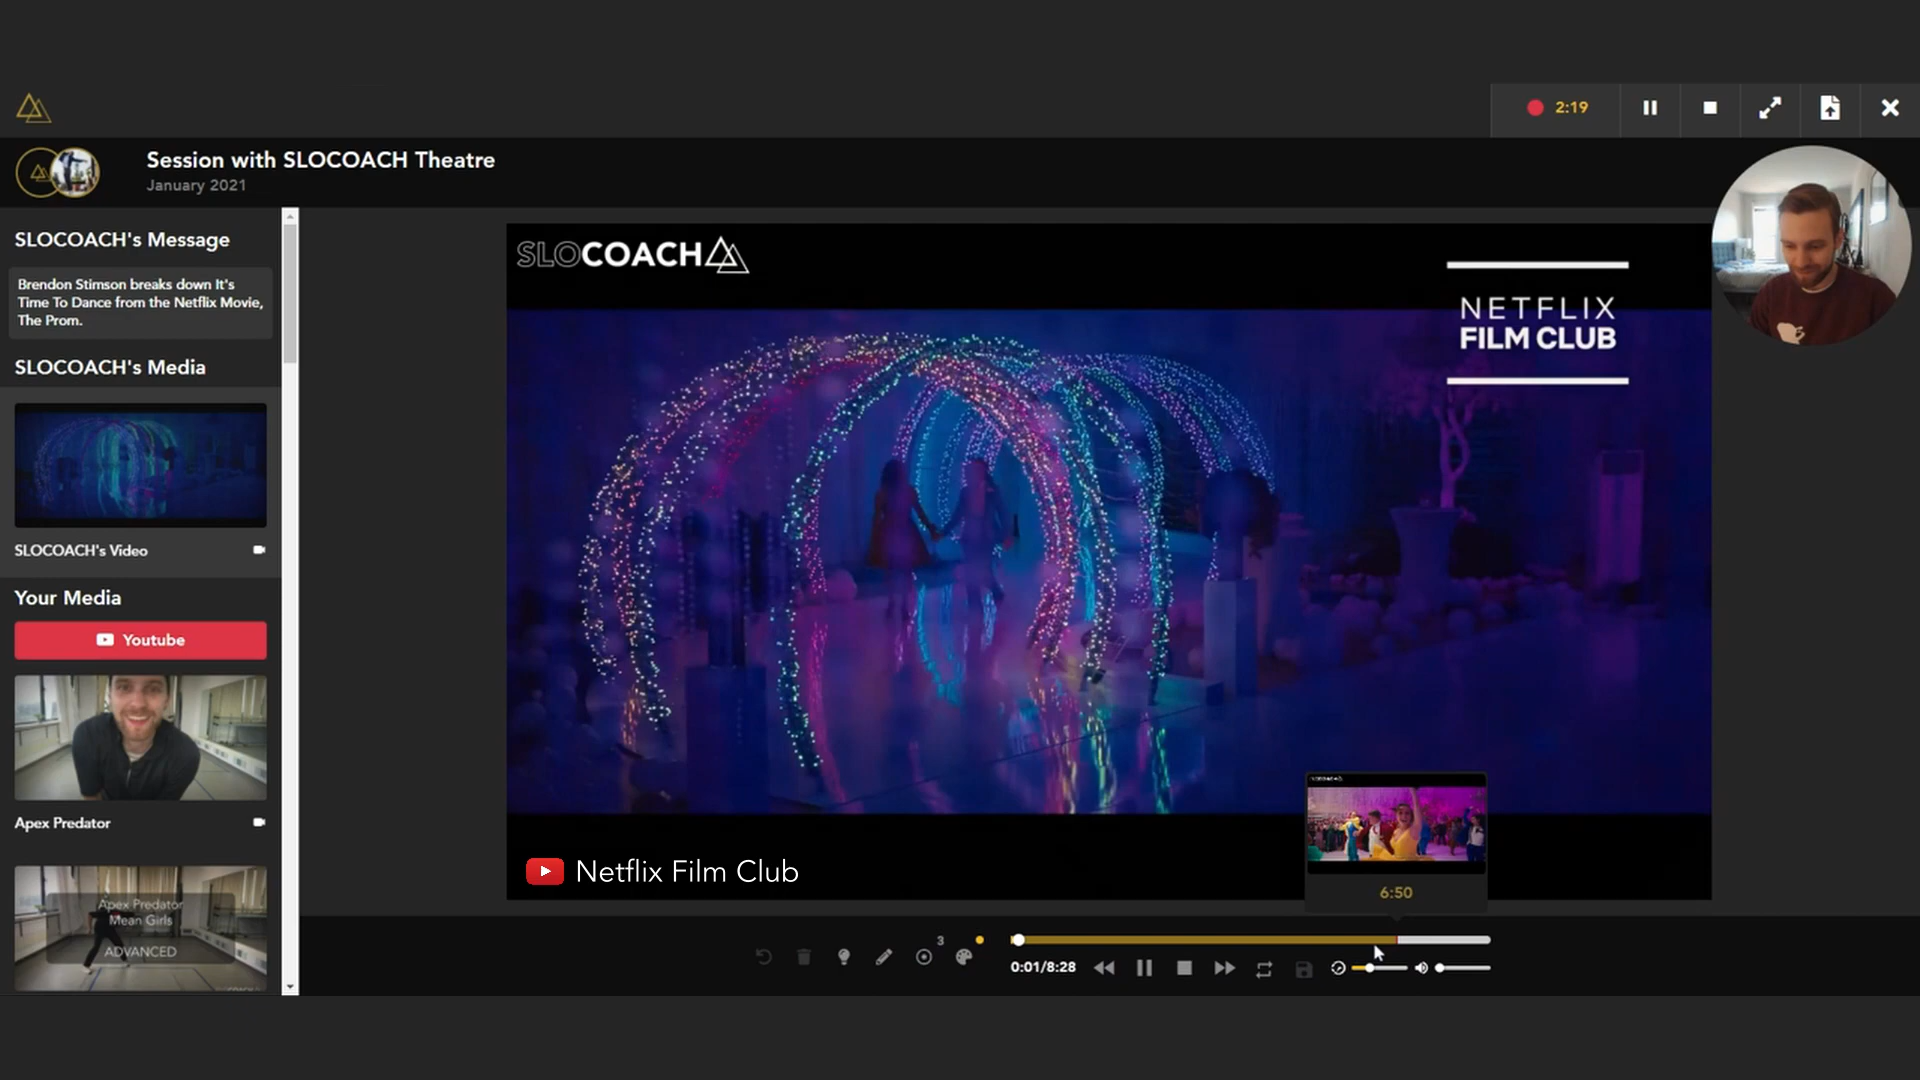 2:19
Session with SLOCOACH Theatre
January 2021
SLOCOACH's Message
Brendon Stimson breaks down It's
Time To Dance from the Netflix Movie,
The Prom.
SLOCOACH's Media
SLOCOACH's Video
Your Media
Youtube
Apex Predator
Apex Predator
Mean Girls
ADVANCED
SLOCOACH
NETFLIX
FILM CLUB
Netflix Film Club
6:50
3
0:01/8:28